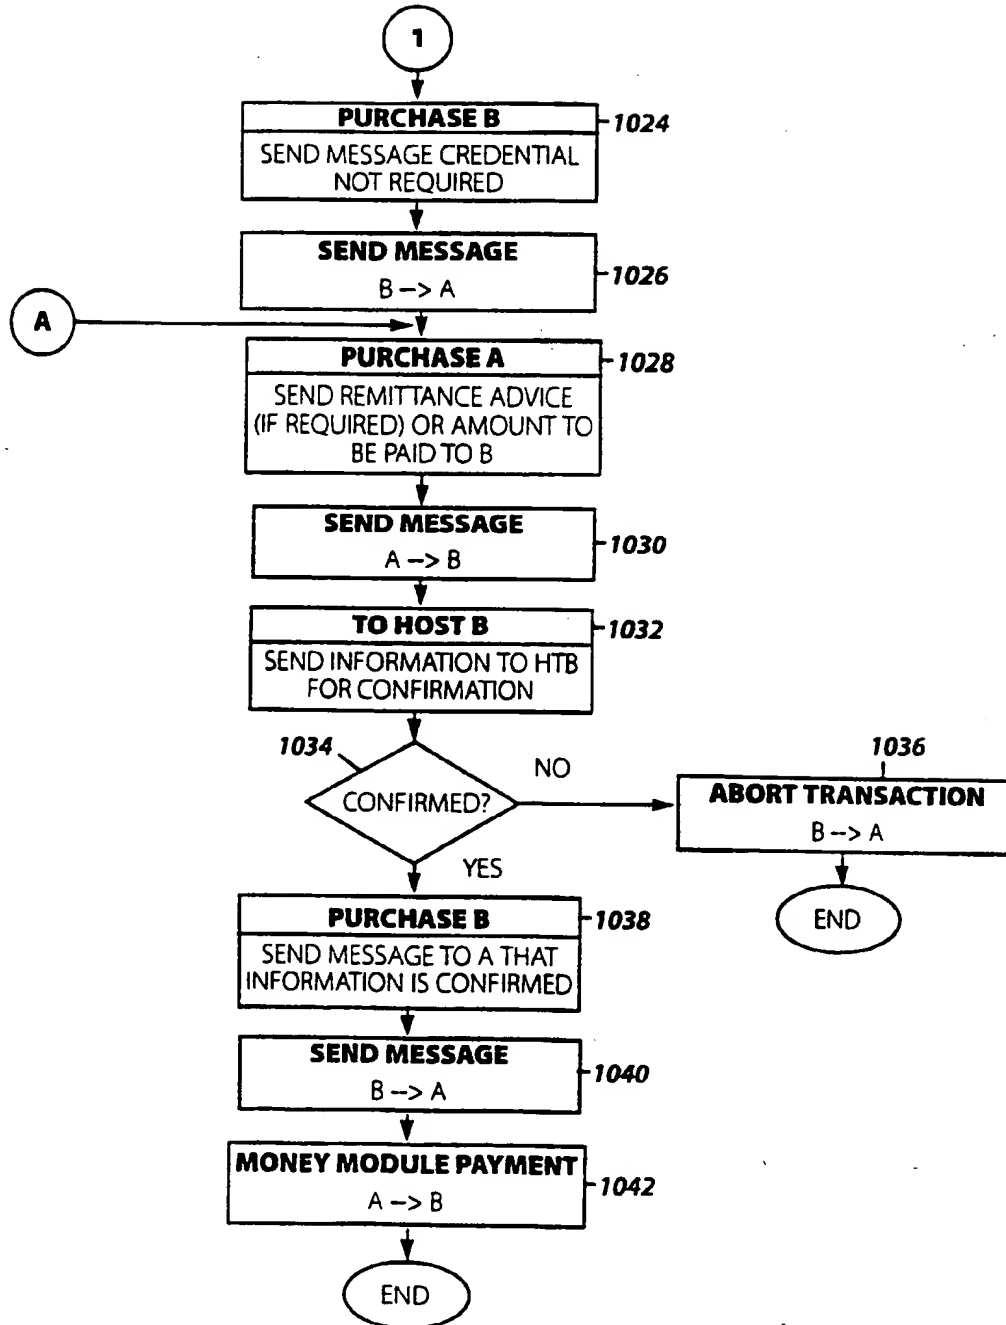 1
PURCHASE B
1024
SEND MESSAGE CREDENTIAL
NOT REQUIRED
SEND MESSAGE
1026
B --> A
A
PURCHASE A
1028
SEND REMITTANCE ADVICE
(IF REQUIRED) OR AMOUNT TO
BE PAID TO B
SEND MESSAGE
1030
A --> B
TO HOST B
1032
SEND INFORMATION TO HTB
FOR CONFIRMATION
1034
CONFIRMED?
NO
1036
ABORT TRANSACTION
B --> A
END
YES
PURCHASE B
1038
SEND MESSAGE TO A THAT
INFORMATION IS CONFIRMED
SEND MESSAGE
1040
B --> A
MONEY MODULE PAYMENT
1042
A --> B
END